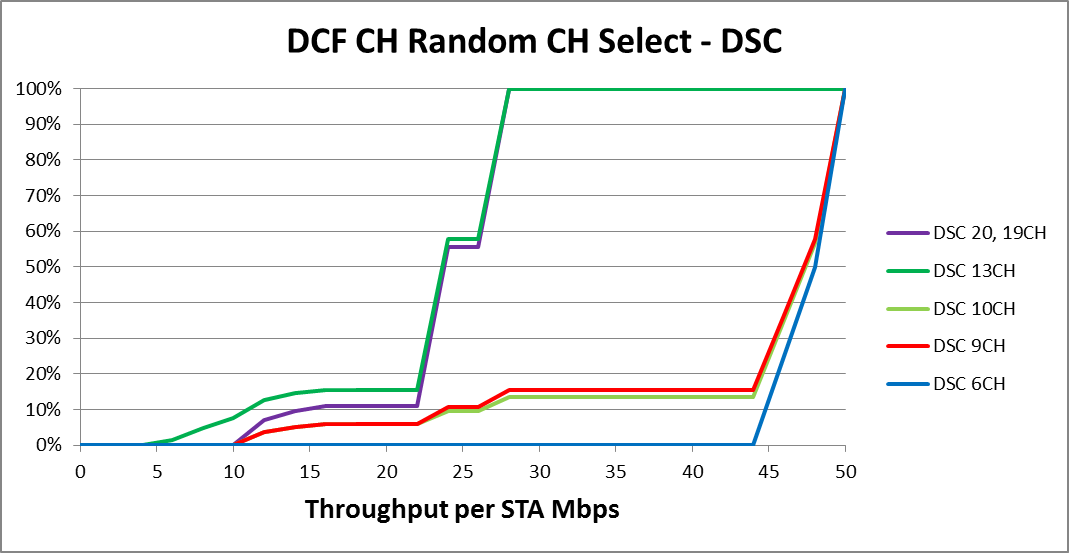 DCF CH Random CH Select - DSC
100%
90%
80%
70%
60%
50%
40%
30%
20%
10%
0%
0 5 10 15 20 25 30 35 40 45 50
Throughput per STA Mbps
DSC 20, 19CH
DSC 13CH
DSC 10CH
DSC 9CH
DSC 6CH